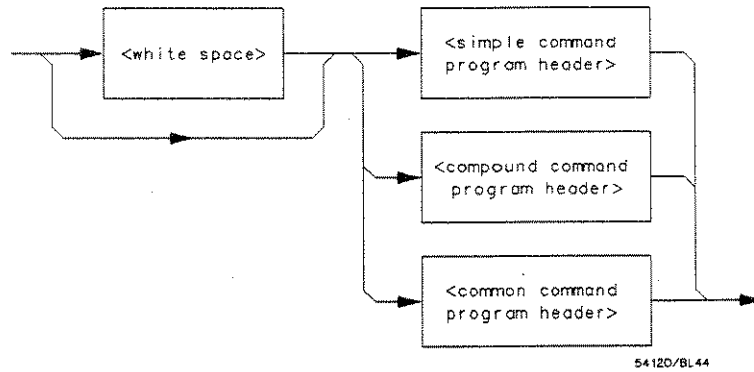 <white space>
<simple command
program header>
<compound command
program header>
<common command
program header>
54120/BL44